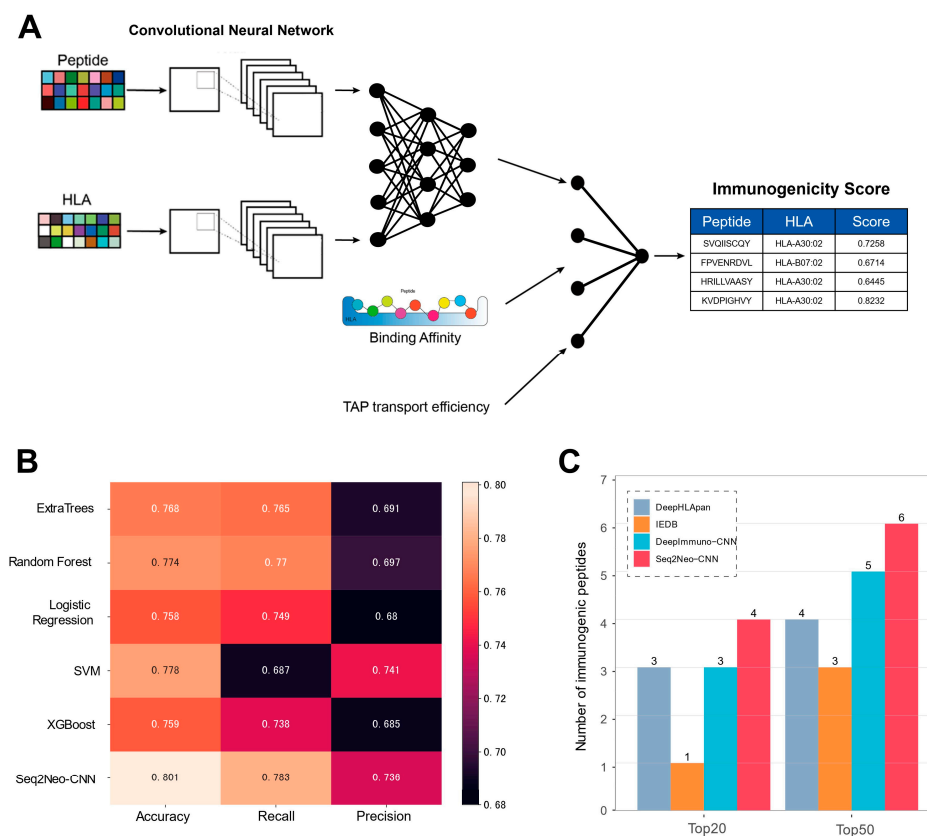 A
Convolutional Neural Network
Peptide
HLA
Peptide
HLA
Binding Affinity
TAP transport efficiency
Immunogenicity Score
Peptide HLA Score
SVQIISCQY HLA-A30:02 0.7258
FPVENRDVL HLA-B07:02 0.6714
HRILLVAASY HLA-A30:02 0.6445
KVDPIGHVY HLA-A30:02 0.8232
B
ExtraTrees 0.768 0.765 0.691
Random Forest 0.774 0.77 0.697
Logistic
Regression 0.758 0.749 0.68
SVM 0.778 0.687 0.741
XGBoost 0.759 0.738 0.685
Seq2Neo-CNN 0.801 0.783 0.736
Accuracy Recall Precision
0.80
0.78
0.76
0.74
0.72
0.70
0.68
C
Number of immunogenic peptides
7
6
5
4
3
2
1
0
DeepHLApan
IEDB
DeepImmuno-CNN
Seq2Neo-CNN
3 1 3 4
4 3 5 6
Top20 Top50